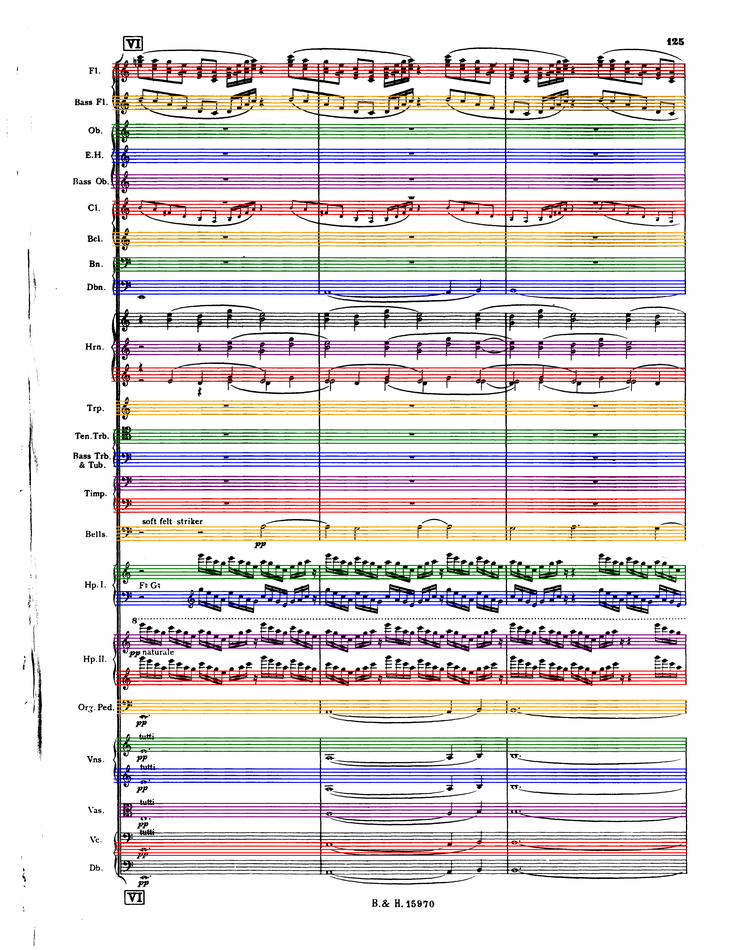 VI
125
Fl.
Bass Fl.
Ob.
E.H.
Bass Ob.
Cl.
Bcl.
Bn.
Dbn.
Hrn.
Trp.
Ten. Trb.
Bass Trb.
& Tub.
Timp.
soft felt striker
Bells.
pp
Hp. I.
F♮ G♮
8
pp naturale
Hp. II.
Org. Ped.
pp
tutti
Vns.
pp
tutti
pp
tutti
Vas.
pp
tutti
Vc.
pp
Db.
pp
VI
B. & H. 15970